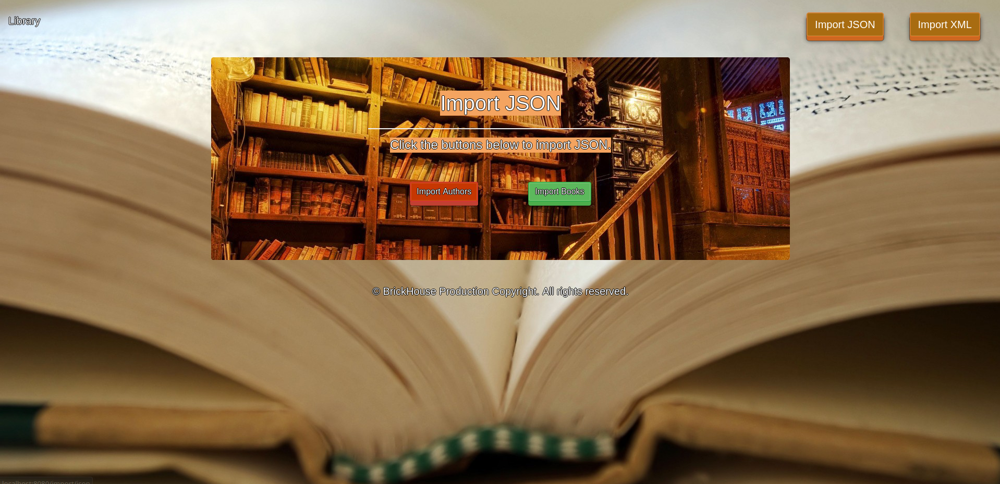 Library
Import JSON
Import XML
Import JSON
Click the buttons below to import JSON.
Import Authors
Import Books
© BrickHouse Production Copyright. All rights reserved.
localhost:8080/import/json